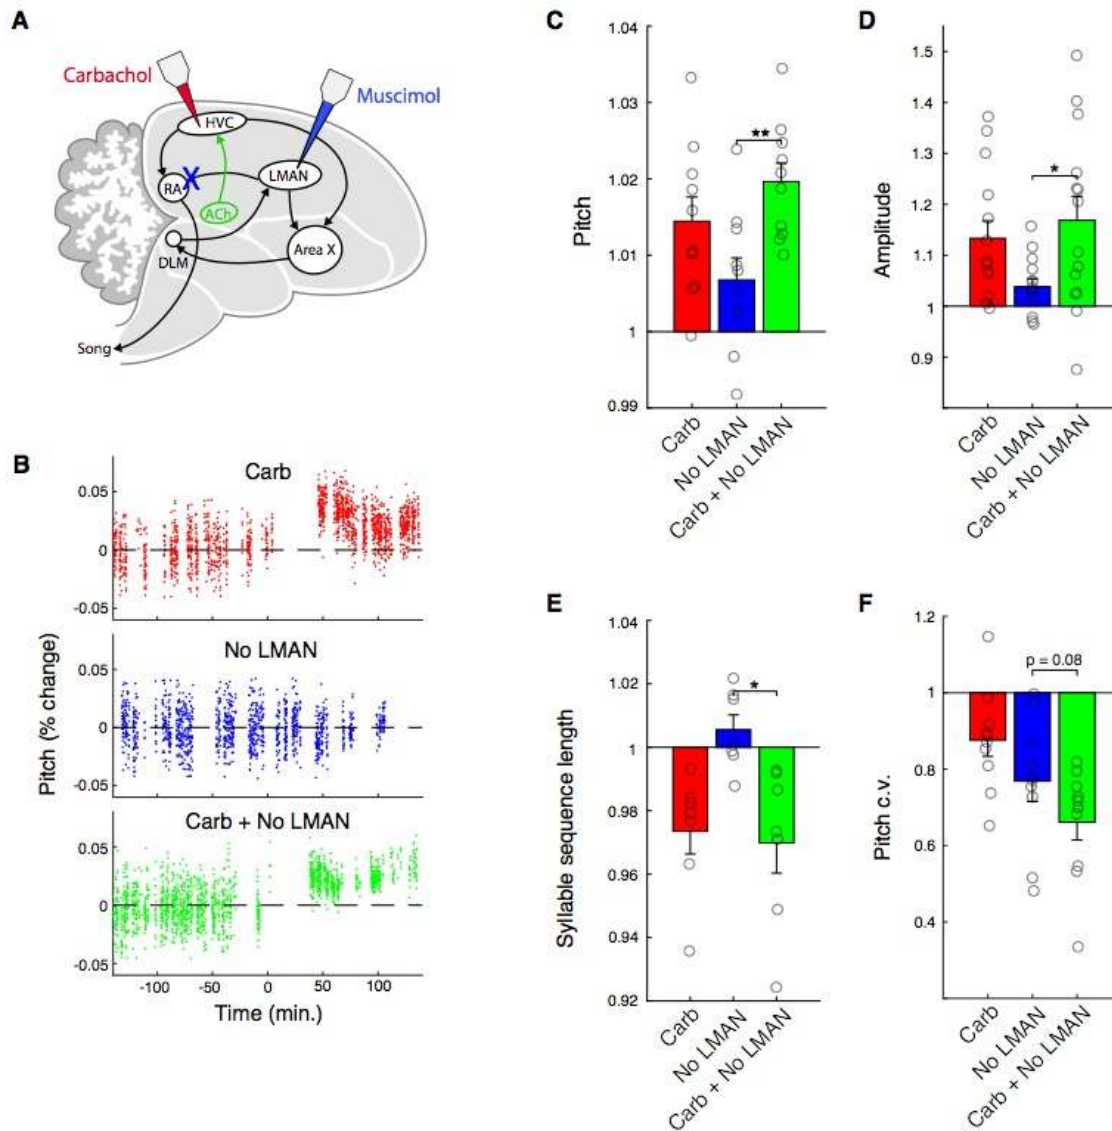 A
Carbachol
Muscimol
HVC
LMAN
RA
X
ACh
Area X
DLM
Song
B
Carb
0.05
0
-0.05
No LMAN
0.05
0
-0.05
Carb + No LMAN
0.05
0
-0.05
Pitch (% change)
-100 -50 0 50 100
Time (min.)
C
1.04
1.03
1.02
1.01
1
0.99
Pitch
★★
Carb
No LMAN
Carb + No LMAN
D
1.5
1.4
1.3
1.2
1.1
1
0.9
Amplitude
★
Carb
No LMAN
Carb + No LMAN
E
1.04
1.02
1
0.98
0.96
0.94
0.92
Syllable sequence length
★
Carb
No LMAN
Carb + No LMAN
F
1.2
1
0.8
0.6
0.4
Pitch c.v.
p = 0.08
Carb
No LMAN
Carb + No LMAN